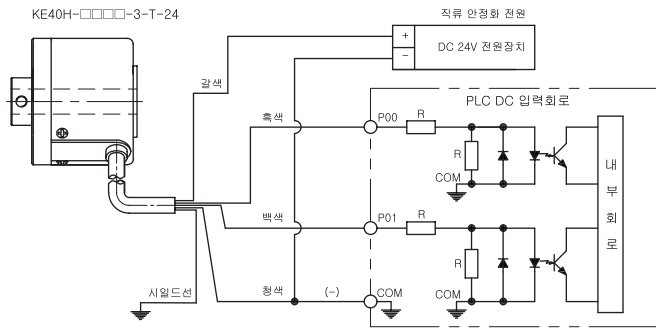 KE40H-□□□□-3-T-24
직류 안정화 전원
+
−
DC 24V 전원장치
갈색
PLC DC 입력회로
흑색
P00
R
R
COM
내부회로
백색
P01
R
R
COM
시일드선
청색
(-)
COM